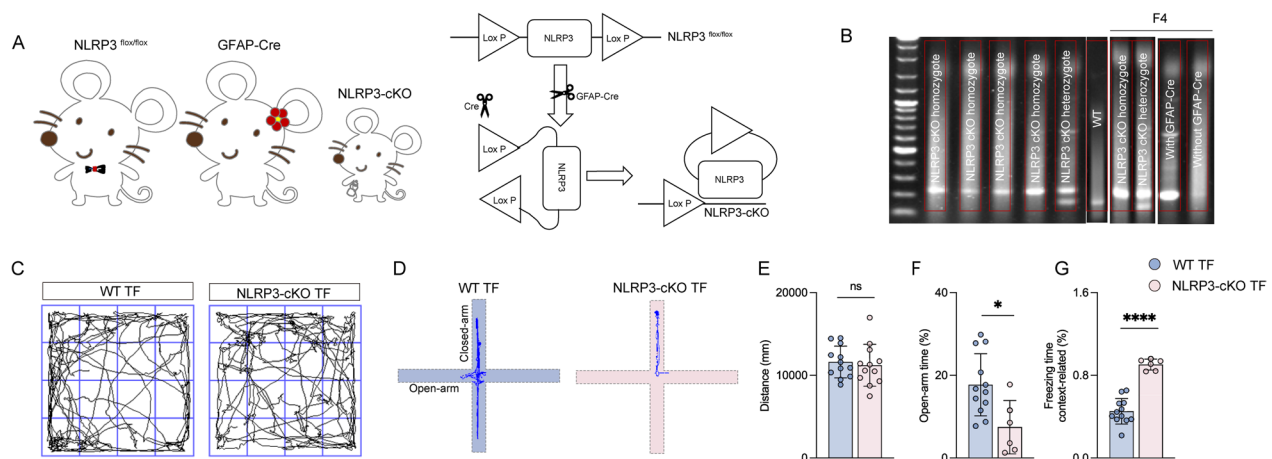 A
NLRP3 flox/flox
GFAP-Cre
NLRP3-cKO
Lox P
NLRP3
Lox P
NLRP3 flox/flox
Cre
GFAP-Cre
Lox P
Lox P
NLRP3
NLRP3
Lox P
NLRP3-cKO
B
F4
NLRP3 cKO homozygote
NLRP3 cKO homozygote
NLRP3 cKO homozygote
NLRP3 cKO homozygote
NLRP3 cKO heterozygote
WT
NLRP3 cKO homozygote
NLRP3 cKO heterozygote
With GFAP-Cre
Without GFAP-Cre
C
WT TF
NLRP3-cKO TF
D
WT TF
NLRP3-cKO TF
Closed-arm
Open-arm
E
Distance (mm)
20000
10000
0
ns
F
Open-arm time (%)
40
20
0
*
G
WT TF
NLRP3-cKO TF
Freezing time
context-related (%)
1.6
0.8
0.0
****